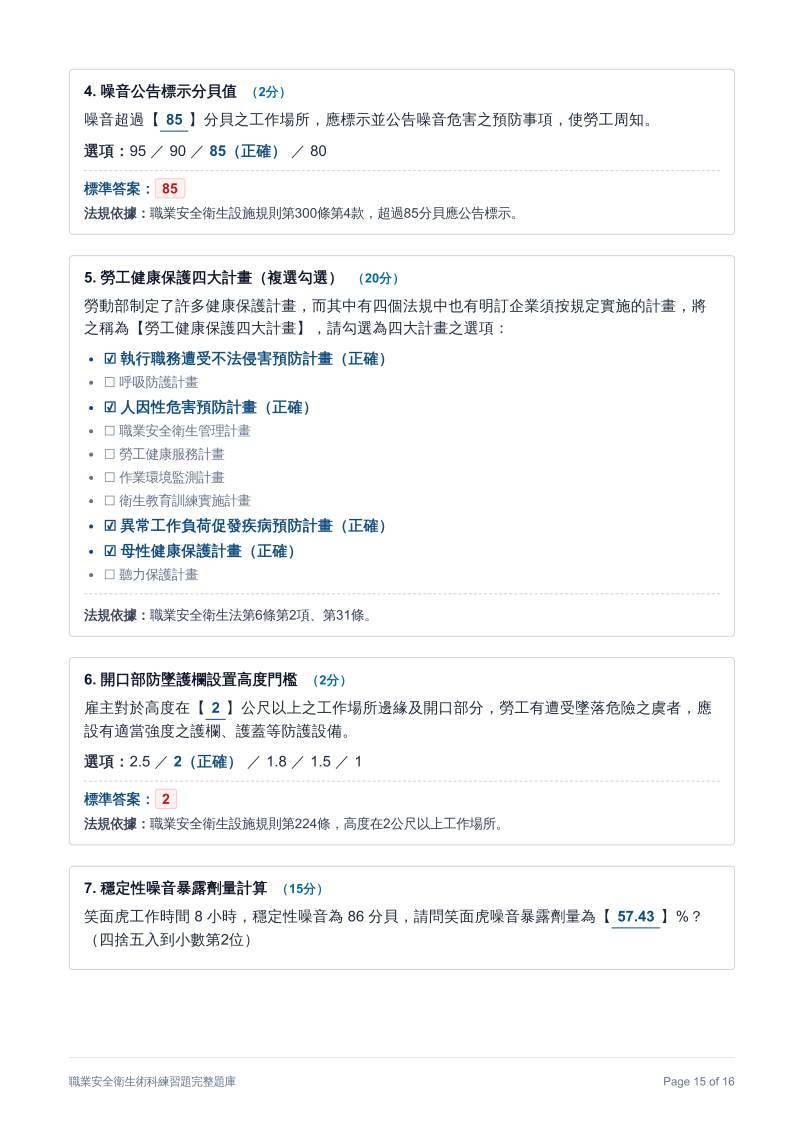 4. 噪音公告標示分貝值 （2分）
噪音超過【 85 】分貝之工作場所，應標示並公告噪音危害之預防事項，使勞工周知。
選項：95 ／ 90 ／ 85（正確） ／ 80
標準答案： 85
法規依據：職業安全衛生設施規則第300條第4款，超過85分貝應公告標示。
5. 勞工健康保護四大計畫（複選勾選） （20分）
勞動部制定了許多健康保護計畫，而其中有四個法規中也有明訂企業須按規定實施的計畫，將
之稱為【勞工健康保護四大計畫】，請勾選為四大計畫之選項：
• ☑ 執行職務遭受不法侵害預防計畫（正確）
• ☐ 呼吸防護計畫
• ☑ 人因性危害預防計畫（正確）
• ☐ 職業安全衛生管理計畫
• ☐ 勞工健康服務計畫
• ☐ 作業環境監測計畫
• ☐ 衛生教育訓練實施計畫
• ☑ 異常工作負荷促發疾病預防計畫（正確）
• ☑ 母性健康保護計畫（正確）
• ☐ 聽力保護計畫
法規依據：職業安全衛生法第6條第2項、第31條。
6. 開口部防墜護欄設置高度門檻 （2分）
雇主對於高度在【 2 】公尺以上之工作場所邊緣及開口部分，勞工有遭受墜落危險之虞者，應
設有適當強度之護欄、護蓋等防護設備。
選項：2.5 ／ 2（正確） ／ 1.8 ／ 1.5 ／ 1
標準答案： 2
法規依據：職業安全衛生設施規則第224條，高度在2公尺以上工作場所。
7. 穩定性噪音暴露劑量計算 （15分）
笑面虎工作時間 8 小時，穩定性噪音為 86 分貝，請問笑面虎噪音暴露劑量為【 57.43 】%？
（四捨五入到小數第2位）
職業安全衛生術科練習題完整題庫
Page 15 of 16